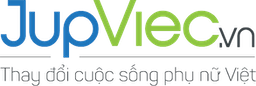 JupViec.vn
Thay đổi cuộc sống phụ nữ Việt